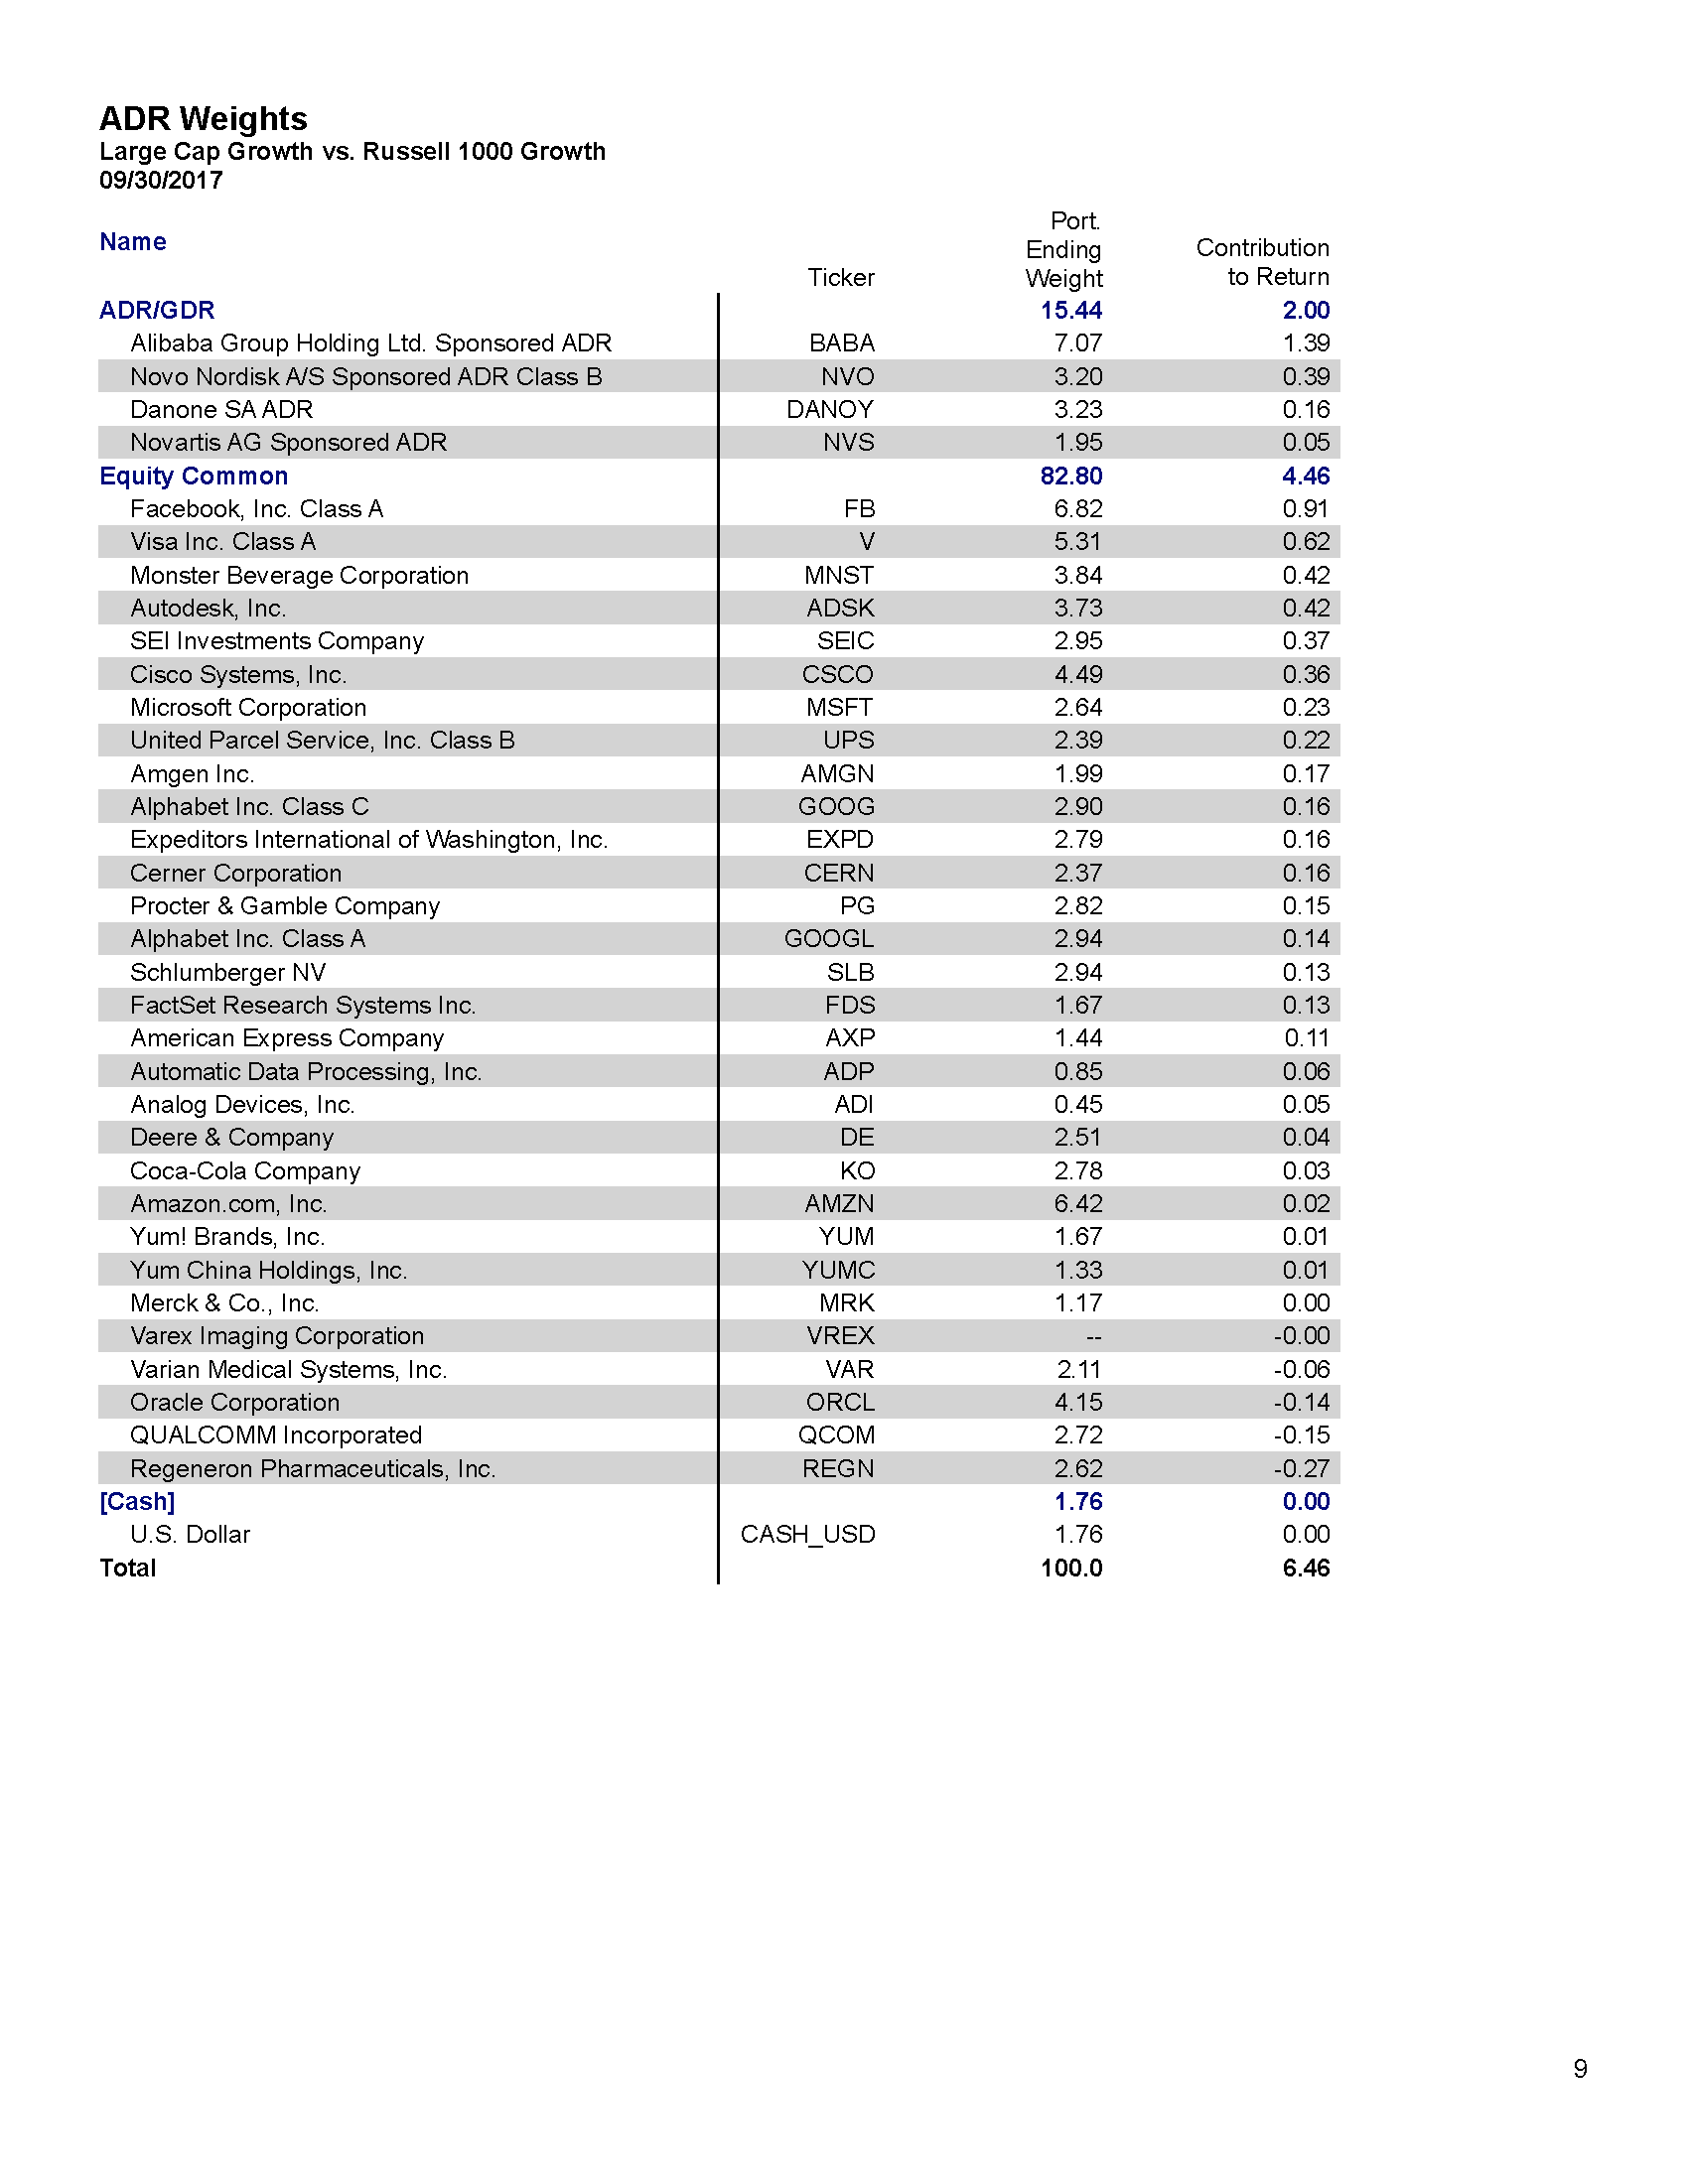 ADR Weights
Large Cap Growth vs. Russell 1000 Growth
09/30/2017
Name Ticker Port. Ending Weight Contribution to Return
ADR/GDR 15.44 2.00
Alibaba Group Holding Ltd. Sponsored ADR BABA 7.07 1.39
Novo Nordisk A/S Sponsored ADR Class B NVO 3.20 0.39
Danone SA ADR DANOY 3.23 0.16
Novartis AG Sponsored ADR NVS 1.95 0.05
Equity Common 82.80 4.46
Facebook, Inc. Class A FB 6.82 0.91
Visa Inc. Class A V 5.31 0.62
Monster Beverage Corporation MNST 3.84 0.42
Autodesk, Inc. ADSK 3.73 0.42
SEI Investments Company SEIC 2.95 0.37
Cisco Systems, Inc. CSCO 4.49 0.36
Microsoft Corporation MSFT 2.64 0.23
United Parcel Service, Inc. Class B UPS 2.39 0.22
Amgen Inc. AMGN 1.99 0.17
Alphabet Inc. Class C GOOG 2.90 0.16
Expeditors International of Washington, Inc. EXPD 2.79 0.16
Cerner Corporation CERN 2.37 0.16
Procter & Gamble Company PG 2.82 0.15
Alphabet Inc. Class A GOOGL 2.94 0.14
Schlumberger NV SLB 2.94 0.13
FactSet Research Systems Inc. FDS 1.67 0.13
American Express Company AXP 1.44 0.11
Automatic Data Processing, Inc. ADP 0.85 0.06
Analog Devices, Inc. ADI 0.45 0.05
Deere & Company DE 2.51 0.04
Coca-Cola Company KO 2.78 0.03
Amazon.com, Inc. AMZN 6.42 0.02
Yum! Brands, Inc. YUM 1.67 0.01
Yum China Holdings, Inc. YUMC 1.33 0.01
Merck & Co., Inc. MRK 1.17 0.00
Varex Imaging Corporation VREX -- -0.00
Varian Medical Systems, Inc. VAR 2.11 -0.06
Oracle Corporation ORCL 4.15 -0.14
QUALCOMM Incorporated QCOM 2.72 -0.15
Regeneron Pharmaceuticals, Inc. REGN 2.62 -0.27
[Cash] 1.76 0.00
U.S. Dollar CASH_USD 1.76 0.00
Total 100.0 6.46
9